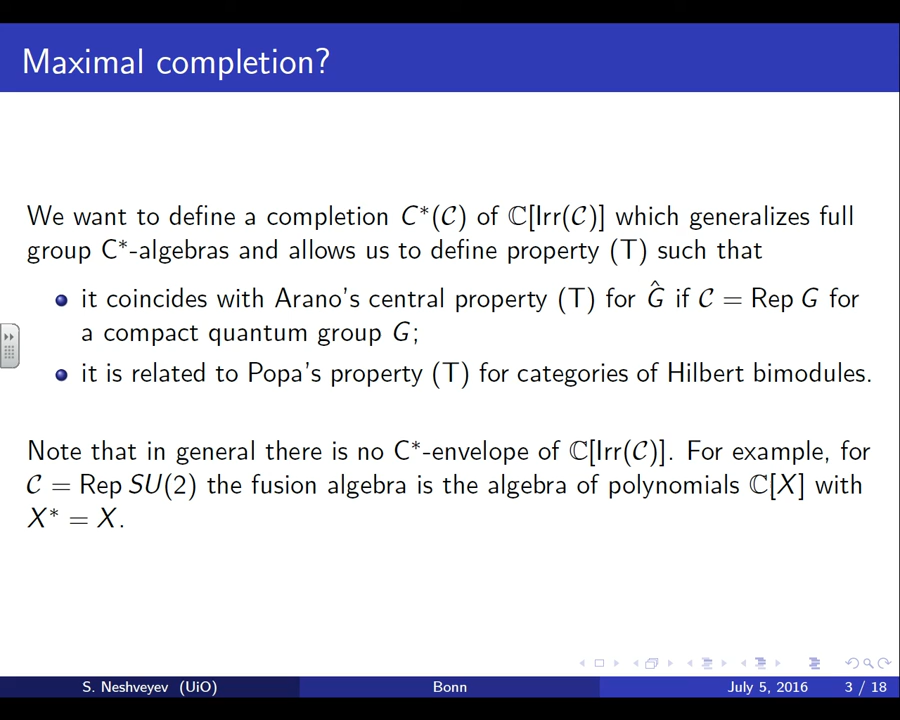 Maximal completion?
We want to define a completion C*(𝒞) of ℂ[Irr(𝒞)] which generalizes full
group C*-algebras and allows us to define property (T) such that
it coincides with Arano's central property (T) for Ĝ if 𝒞 = Rep G for
a compact quantum group G;
it is related to Popa's property (T) for categories of Hilbert bimodules.
Note that in general there is no C*-envelope of ℂ[Irr(𝒞)]. For example, for
𝒞 = Rep SU(2) the fusion algebra is the algebra of polynomials ℂ[X] with
X* = X.
S. Neshveyev (UiO) Bonn July 5, 2016 3 / 18